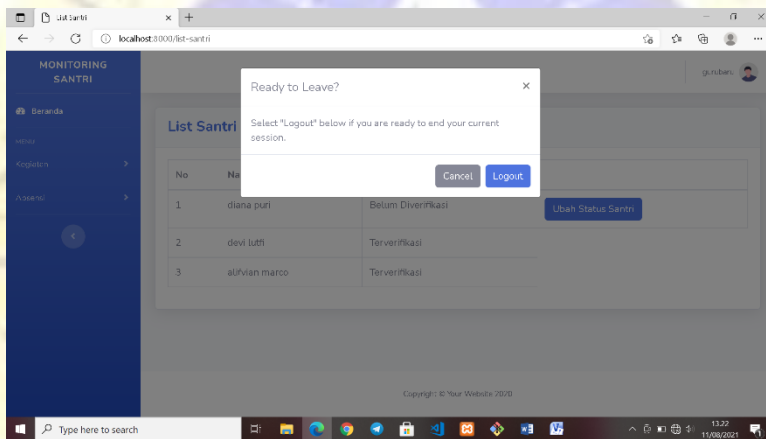 List Santri
localhost:8000/list-santri
MONITORING
SANTRI
gurubaru
Beranda
MENU
Kegiatan
Absensi
Ready to Leave?
Select "Logout" below if you are ready to end your current
session.
Cancel
Logout
List Santri
No
Na
1 diana puri Belum Diverifikasi Ubah Status Santri
2 devi lutfi Terverifikasi
3 alifvian marco Terverifikasi
Copyright © Your Website 2020
Type here to search
13.22
11/08/2021